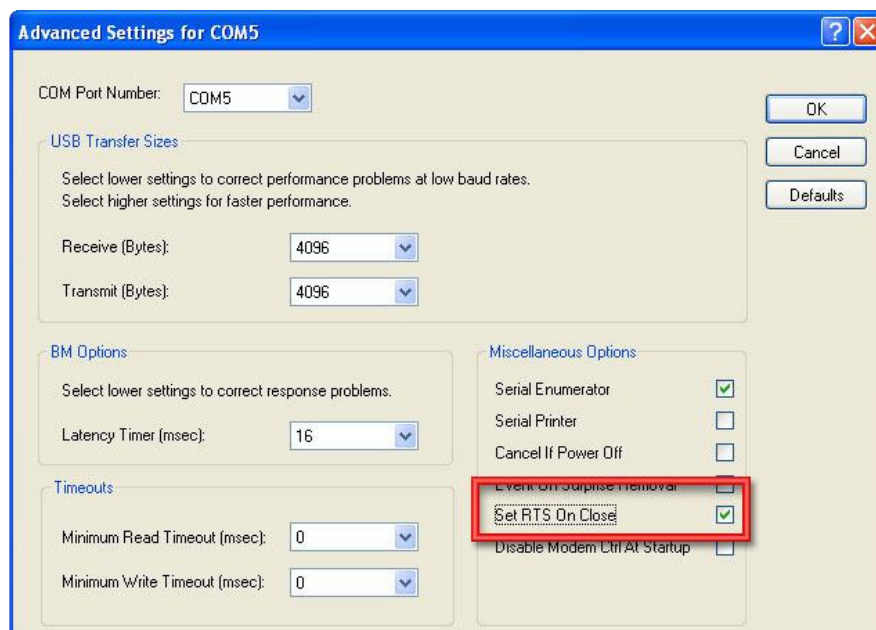 Advanced Settings for COM5
COM Port Number: COM5
OK
Cancel
Defaults
USB Transfer Sizes
Select lower settings to correct performance problems at low baud rates.
Select higher settings for faster performance.
Receive (Bytes): 4096
Transmit (Bytes): 4096
BM Options
Select lower settings to correct response problems.
Latency Timer (msec): 16
Timeouts
Minimum Read Timeout (msec): 0
Minimum Write Timeout (msec): 0
Miscellaneous Options
Serial Enumerator
Serial Printer
Cancel If Power Off
Event On Surprise Removal
Set RTS On Close
Disable Modem Ctrl At Startup